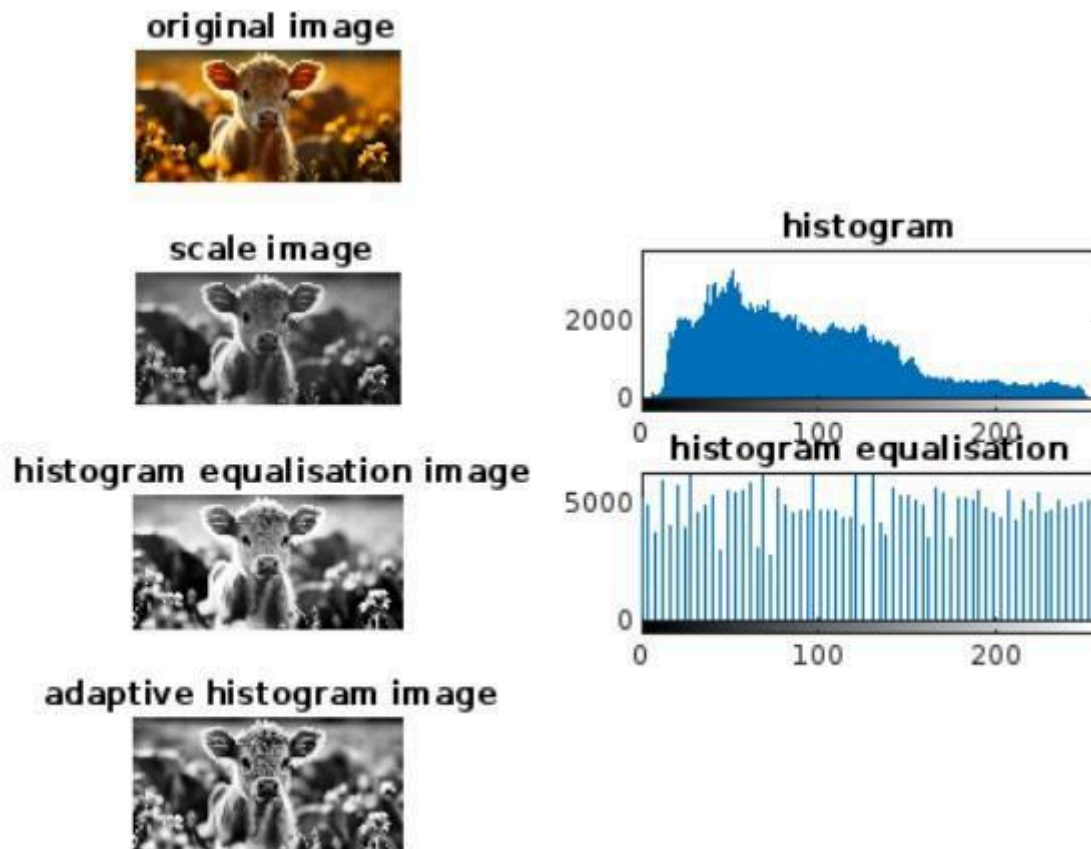 original image
scale image
histogram
2000
0
0
100
200
histogram equalisation image
histogram equalisation
5000
0
0
100
200
adaptive histogram image